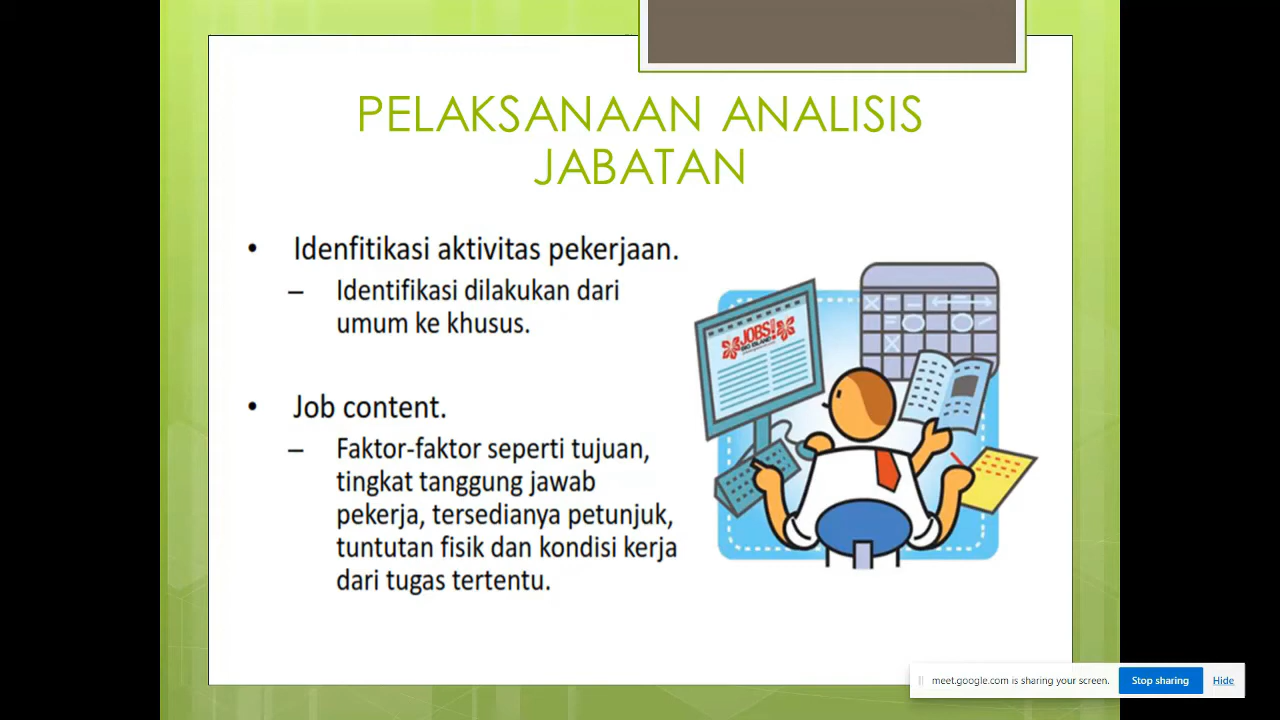 PELAKSANAAN ANALISIS
JABATAN
• Idenfitikasi aktivitas pekerjaan.
– Identifikasi dilakukan dari
umum ke khusus.
• Job content.
– Faktor-faktor seperti tujuan,
tingkat tanggung jawab
pekerja, tersedianya petunjuk,
tuntutan fisik dan kondisi kerja
dari tugas tertentu.
JOBS!
BIG ISLAND
meet.google.com is sharing your screen.
Stop sharing
Hide